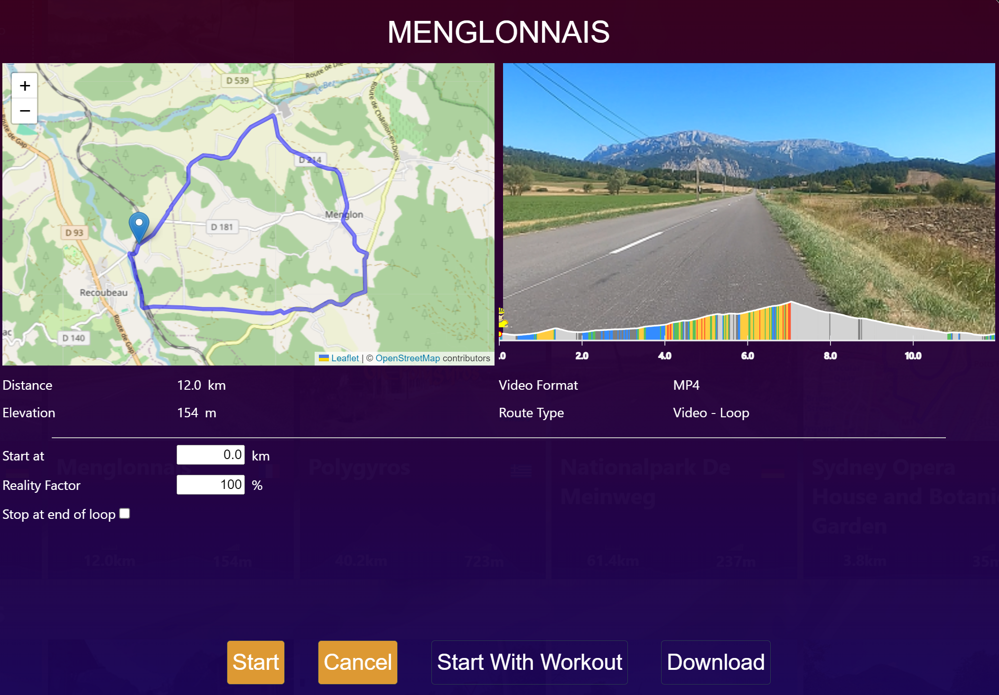 MENGLONNAIS
+
−
D 539
Route de Die
Le Bez
Route de Châtillon-en-Diois
Route de Gap
D 214
Menglon
D 181
D 93
Recoubeau
Route de Gap
ac
D 140
Leaflet | © OpenStreetMap contributors
.0 2.0 4.0 6.0 8.0 10.0
Distance 12.0 km
Video Format MP4
Elevation 154 m
Route Type Video - Loop
Start at 0.0 km
Menglonnais
Polygyros
Nationalpark De Meinweg
Sydney Opera House and Botani
Garden
Reality Factor 100 %
Stop at end of loop
12.0km 154m 40.2km 723m 61.4km 237m 3.8km 35m
Start Cancel Start With Workout Download